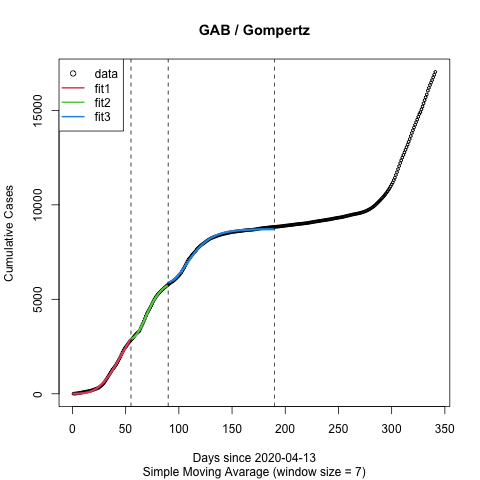 GAB / Gompertz
data
fit1
fit2
fit3
Cumulative Cases
0
5000
10000
15000
0 50 100 150 200 250 300 350
Days since 2020-04-13
Simple Moving Avarage (window size = 7)